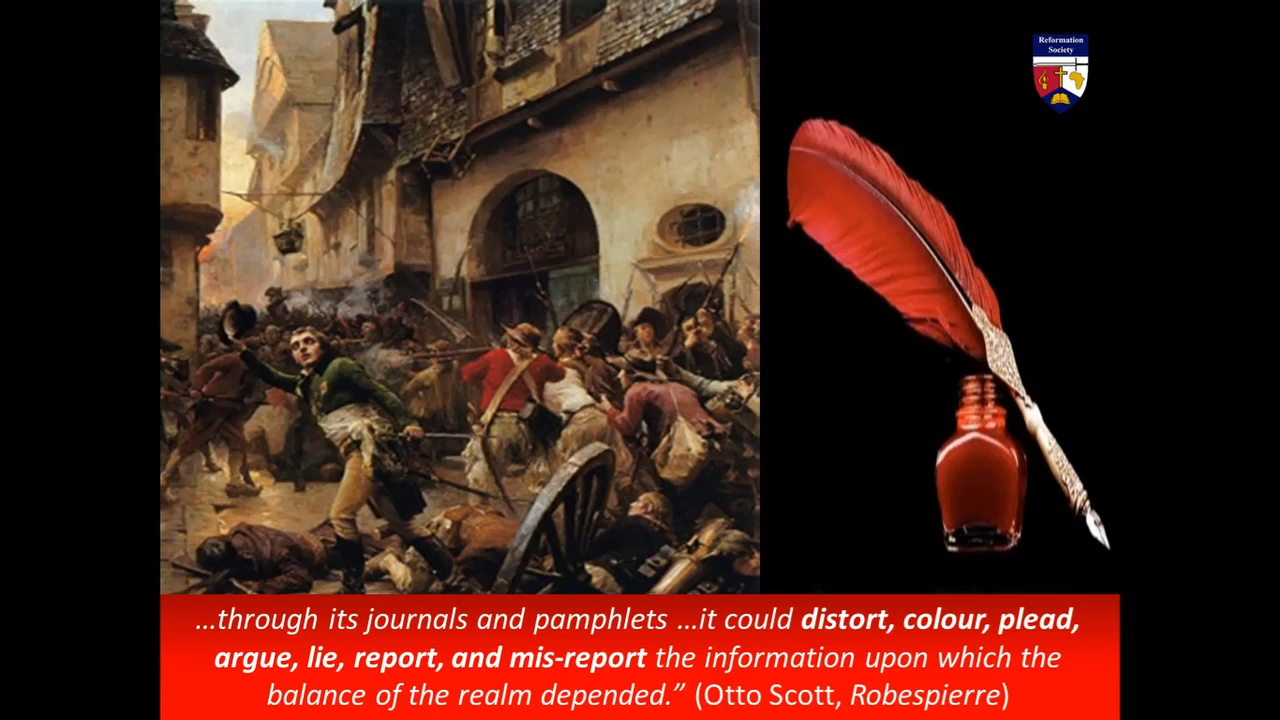 Reformation
Society
...through its journals and pamphlets ...it could distort, colour, plead,
argue, lie, report, and mis-report the information upon which the
balance of the realm depended.” (Otto Scott, Robespierre)